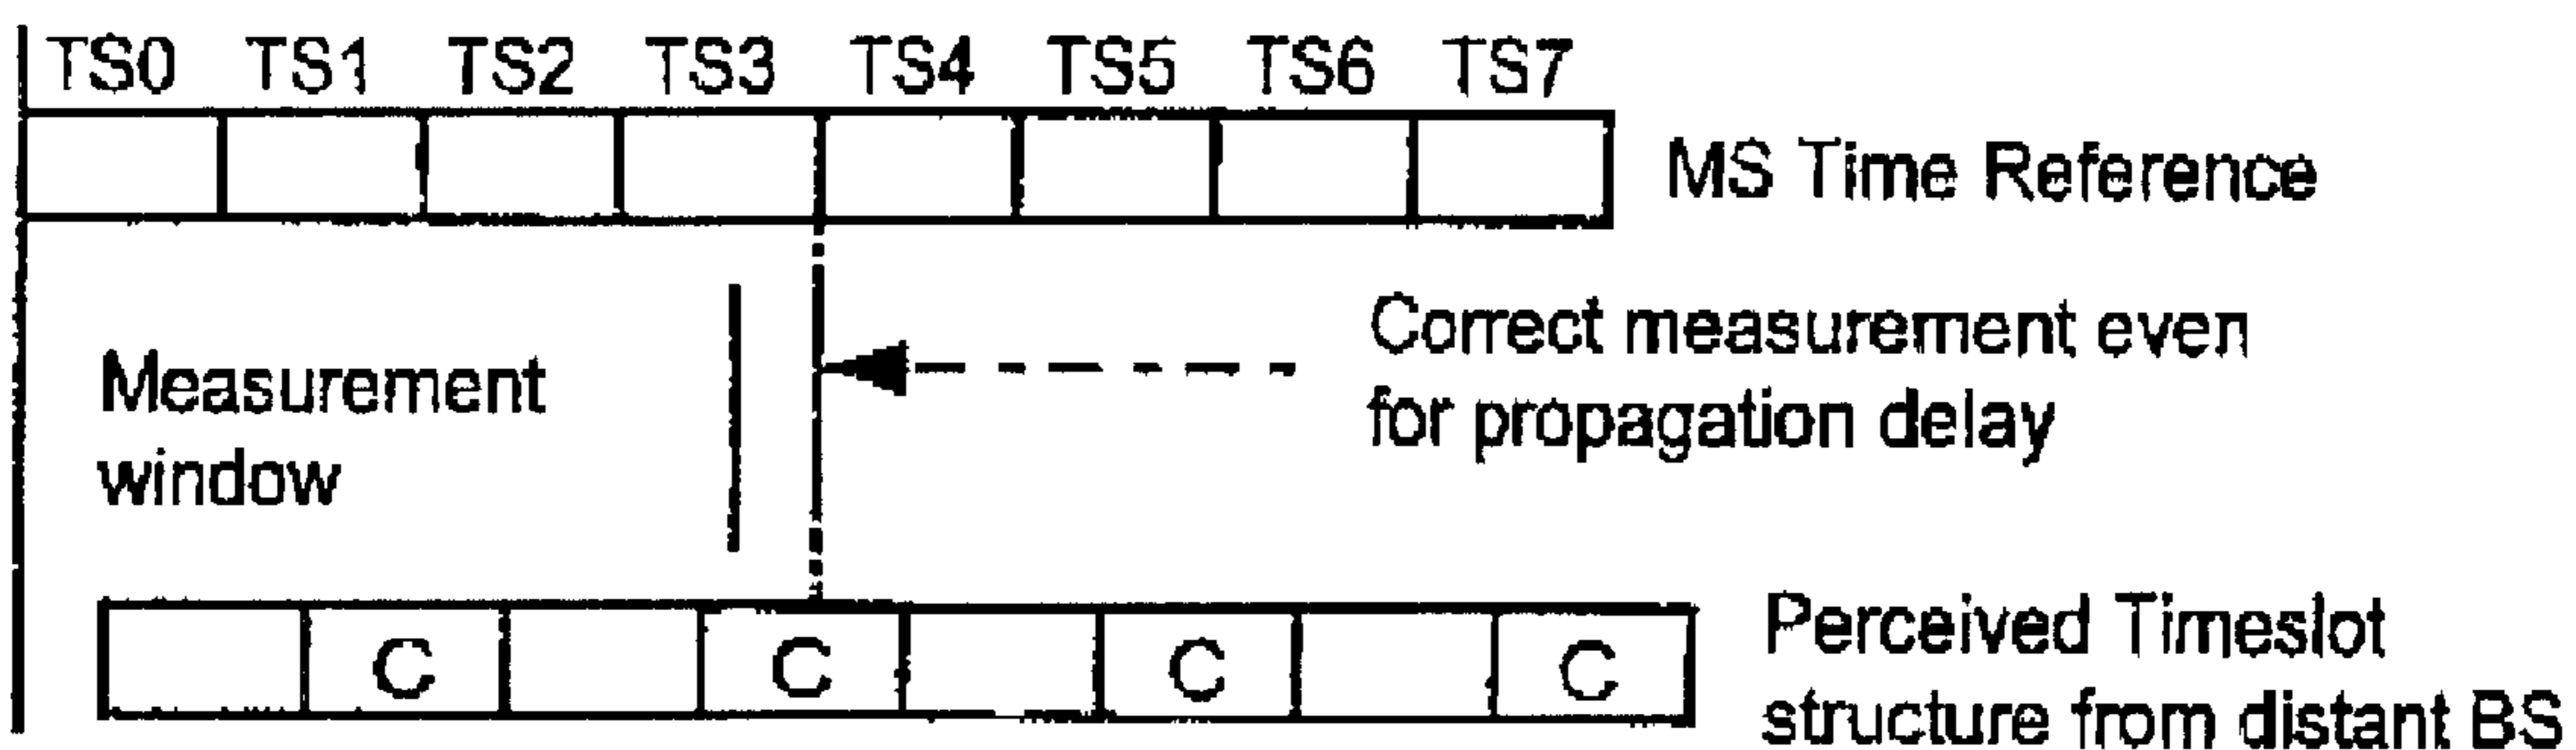 TS0 TS1 TS2 TS3 TS4 TS5 TS6 TS7
MS Time Reference
Measurement
window
Correct measurement even
for propagation delay
C C C C
Perceived Timeslot
structure from distant BS